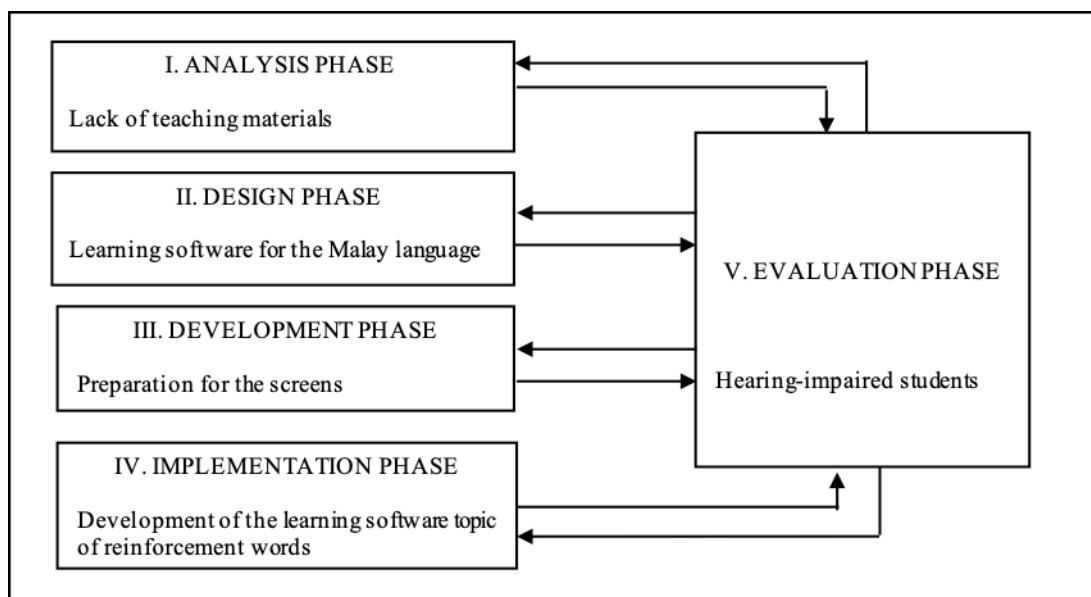 I. ANALYSIS PHASE
Lack of teaching materials
II. DESIGN PHASE
Learning software for the Malay language
III. DEVELOPMENT PHASE
Preparation for the screens
IV. IMPLEMENTATION PHASE
Development of the learning software topic
of reinforcement words
V. EVALUATION PHASE
Hearing-impaired students